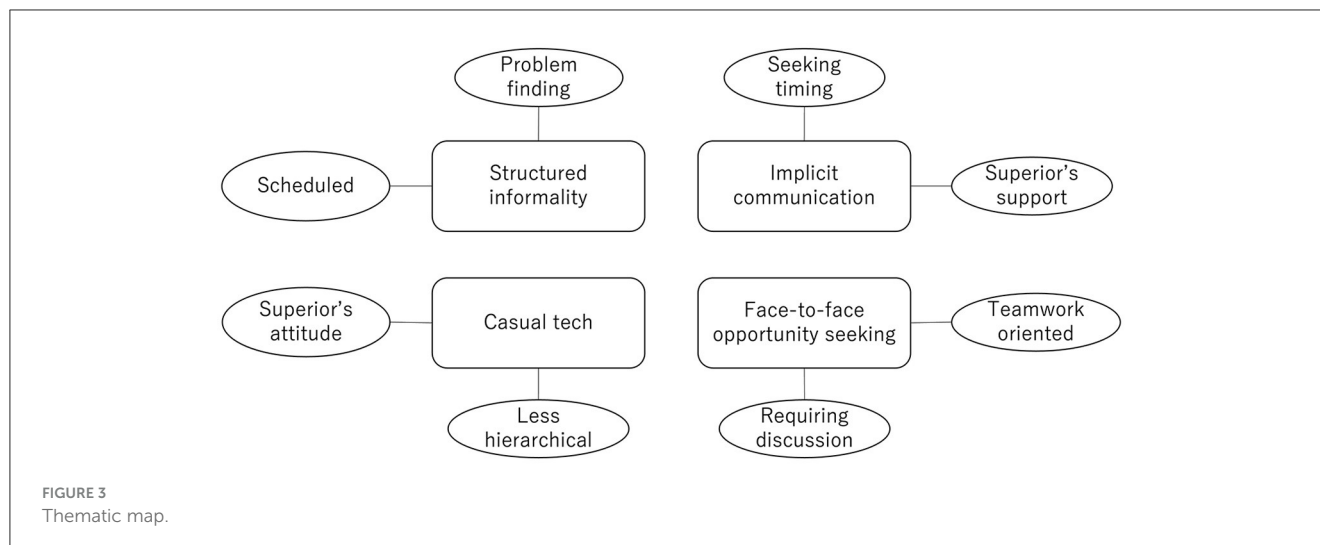 Problem
finding
Seeking
timing
Scheduled
Structured
informality
Implicit
communication
Superior's
support
Superior's
attitude
Casual tech
Face-to-face
opportunity seeking
Teamwork
oriented
Less
hierarchical
Requiring
discussion
FIGURE 3
Thematic map.